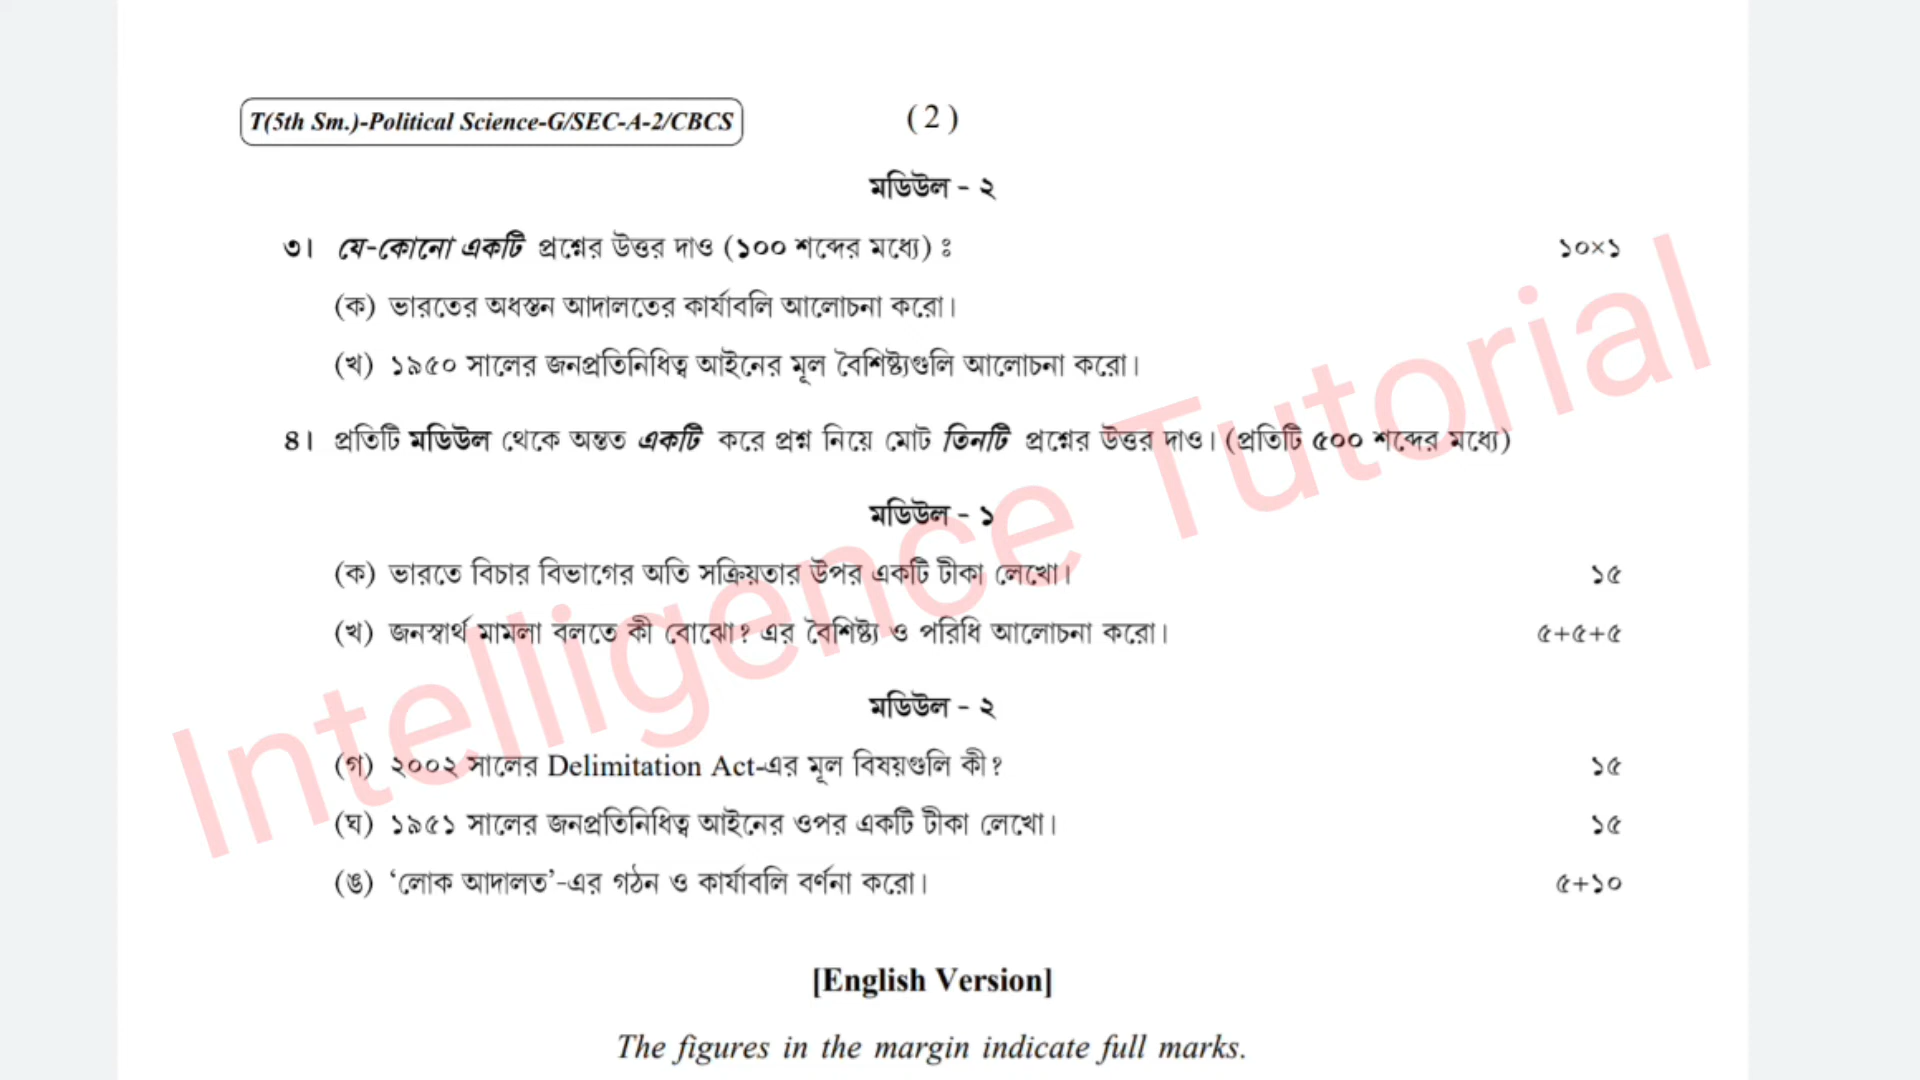 T(5th Sm.)-Political Science-G/SEC-A-2/CBCS (2)
মডিউল - ২
৩। যে-কোনো একটি প্রশ্নের উত্তর দাও (১০০ শব্দের মধ্যে) ঃ ১০×১
(ক) ভারতের অধস্তন আদালতের কার্যাবলি আলোচনা করো।
(খ) ১৯৫০ সালের জনপ্রতিনিধিত্ব আইনের মূল বৈশিষ্ট্যগুলি আলোচনা করো।
৪। প্রতিটি মডিউল থেকে অন্তত একটি করে প্রশ্ন নিয়ে মোট তিনটি প্রশ্নের উত্তর দাও। (প্রতিটি ৫০০ শব্দের মধ্যে)
মডিউল - ১
(ক) ভারতে বিচার বিভাগের অতি সক্রিয়তার উপর একটি টীকা লেখো। ১৫
(খ) জনস্বার্থ মামলা বলতে কী বোঝো? এর বৈশিষ্ট্য ও পরিধি আলোচনা করো। ৫+৫+৫
মডিউল - ২
(গ) ২০০২ সালের Delimitation Act-এর মূল বিষয়গুলি কী? ১৫
(ঘ) ১৯৫১ সালের জনপ্রতিনিধিত্ব আইনের ওপর একটি টীকা লেখো। ১৫
(ঙ) ‘লোক আদালত’-এর গঠন ও কার্যাবলি বর্ণনা করো। ৫+১০
[English Version]
The figures in the margin indicate full marks.
Intelligence Tutorial